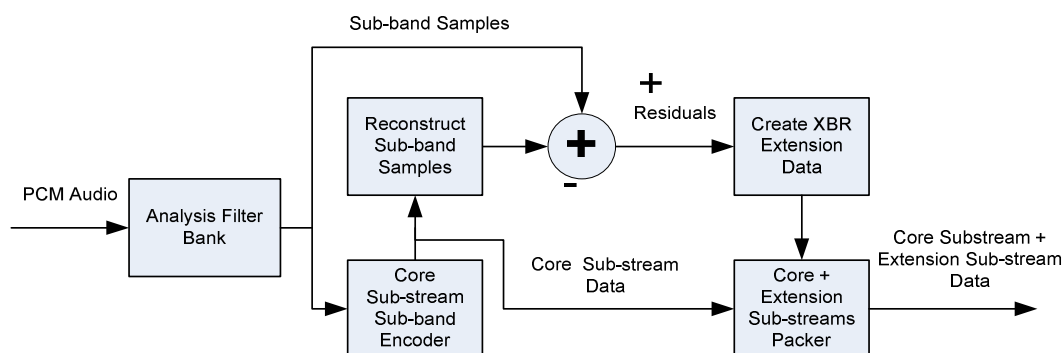 Sub-band Samples
+
Residuals
Reconstruct
Sub-band
Samples
+
-
Create XBR
Extension
Data
PCM Audio
Analysis Filter
Bank
Core
Sub-stream
Sub-band
Encoder
Core Sub-stream
Data
Core +
Extension
Sub-streams
Packer
Core Substream +
Extension Sub-stream
Data